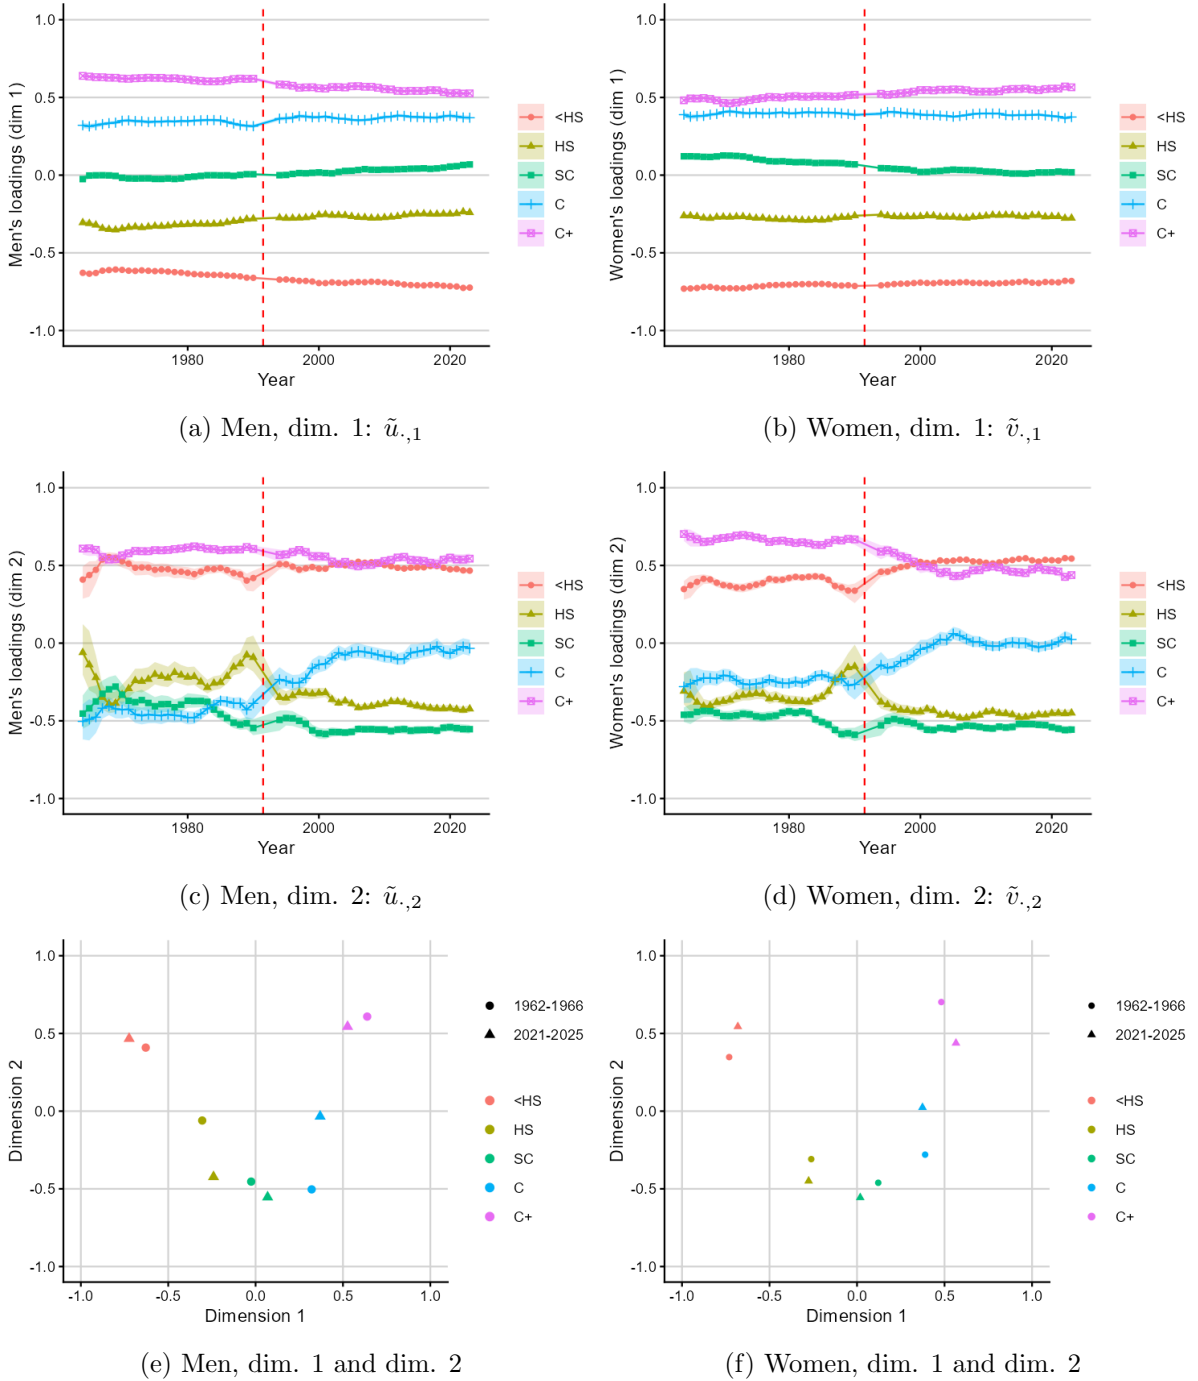 1.0
0.5
0.0
-0.5
-1.0
Men's loadings (dim 1)
1980
2000
2020
Year
<HS
HS
SC
C
C+
(a) Men, dim. 1: ũ·,1
1.0
0.5
0.0
-0.5
-1.0
Women's loadings (dim 1)
1980
2000
2020
Year
<HS
HS
SC
C
C+
(b) Women, dim. 1: ṽ·,1
1.0
0.5
0.0
-0.5
-1.0
Men's loadings (dim 2)
1980
2000
2020
Year
<HS
HS
SC
C
C+
(c) Men, dim. 2: ũ·,2
1.0
0.5
0.0
-0.5
-1.0
Women's loadings (dim 2)
1980
2000
2020
Year
<HS
HS
SC
C
C+
(d) Women, dim. 2: ṽ·,2
1.0
0.5
0.0
-0.5
-1.0
Dimension 2
-1.0
-0.5
0.0
0.5
1.0
Dimension 1
1962-1966
2021-2025
<HS
HS
SC
C
C+
(e) Men, dim. 1 and dim. 2
1.0
0.5
0.0
-0.5
-1.0
Dimension 2
-1.0
-0.5
0.0
0.5
1.0
Dimension 1
1962-1966
2021-2025
<HS
HS
SC
C
C+
(f) Women, dim. 1 and dim. 2